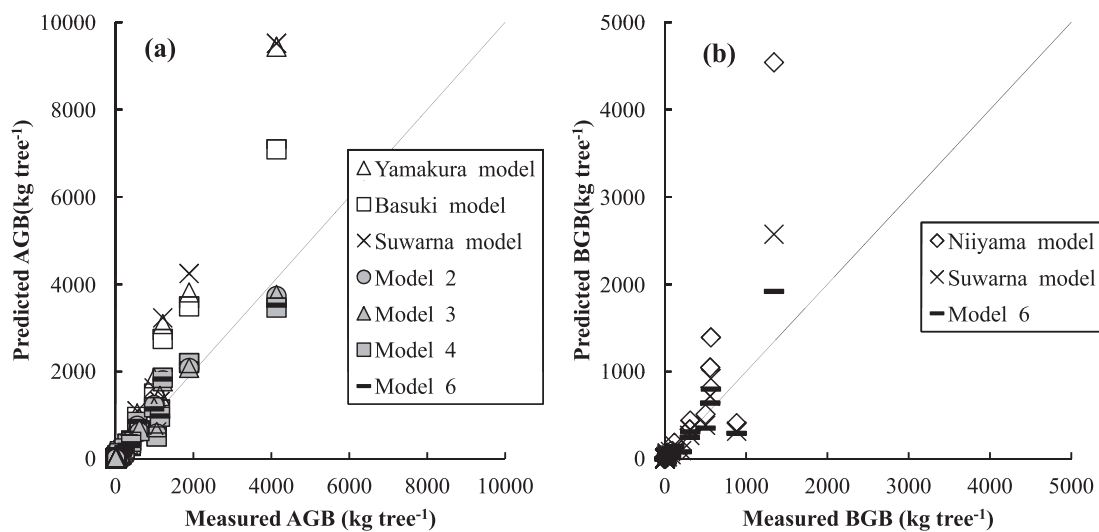 (a)
Predicted AGB(kg tree⁻¹)
10000
8000
6000
4000
2000
0
Yamakura model
Basuki model
Suwarna model
Model 2
Model 3
Model 4
Model 6
0 2000 4000 6000 8000 10000
Measured AGB (kg tree⁻¹)
(b)
Predicted BGB(kg tree⁻¹)
5000
4000
3000
2000
1000
0
Niiyama model
Suwarna model
Model 6
0 1000 2000 3000 4000 5000
Measured BGB (kg tree⁻¹)